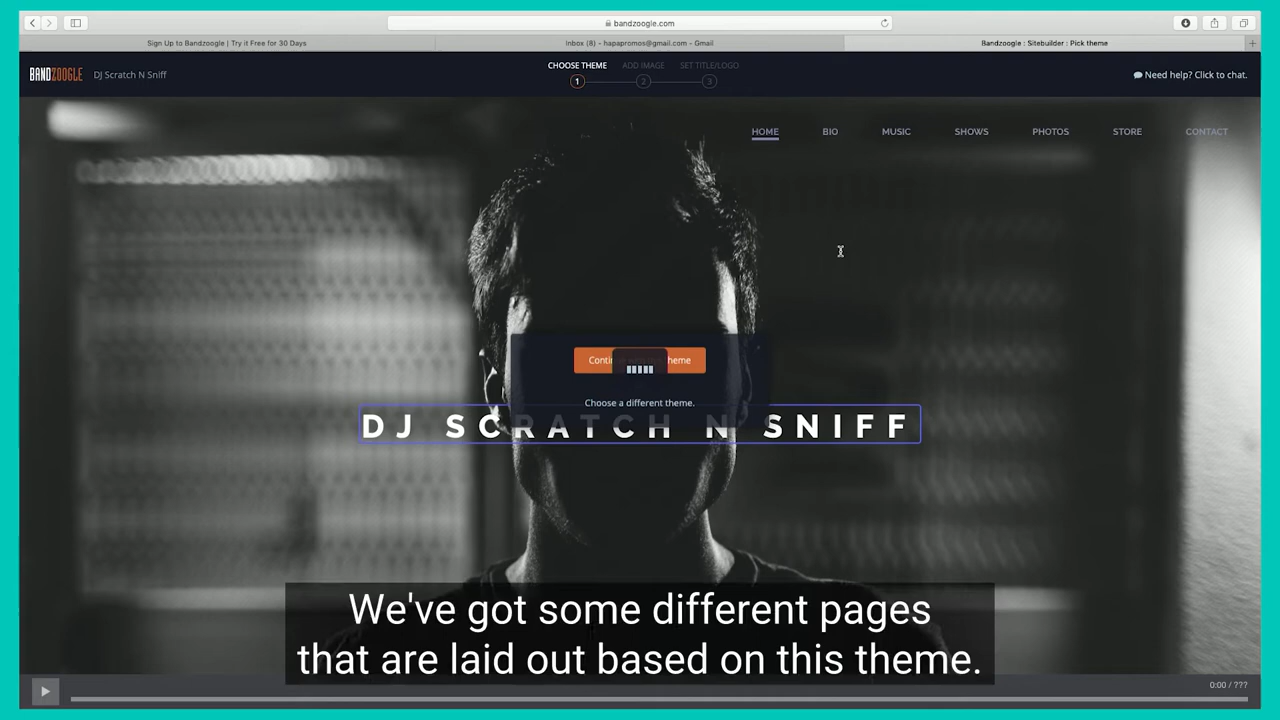 bandzoogle.com
Sign Up to Bandzoogle | Try it Free for 30 Days
Inbox (8) - hapapromos@gmail.com - Gmail
Bandzoogle : Sitebuilder : Pick theme
BANDZOOGLE
DJ Scratch N Sniff
CHOOSE THEME
ADD IMAGE
SET TITLE/LOGO
1
2
3
Need help? Click to chat.
HOME
BIO
MUSIC
SHOWS
PHOTOS
STORE
CONTACT
Choose a different theme.
DJ SCRATCH N SNIFF
We've got some different pages
that are laid out based on this theme.
0:00 / ???